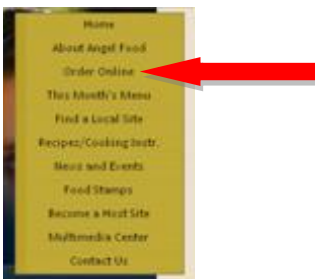 Home
About Angel Food
Order Online
This Month's Menu
Find a Local Site
Recipes/Cooking Instr.
News and Events
Food Stamps
Become a Host Site
Multimedia Center
Contact Us